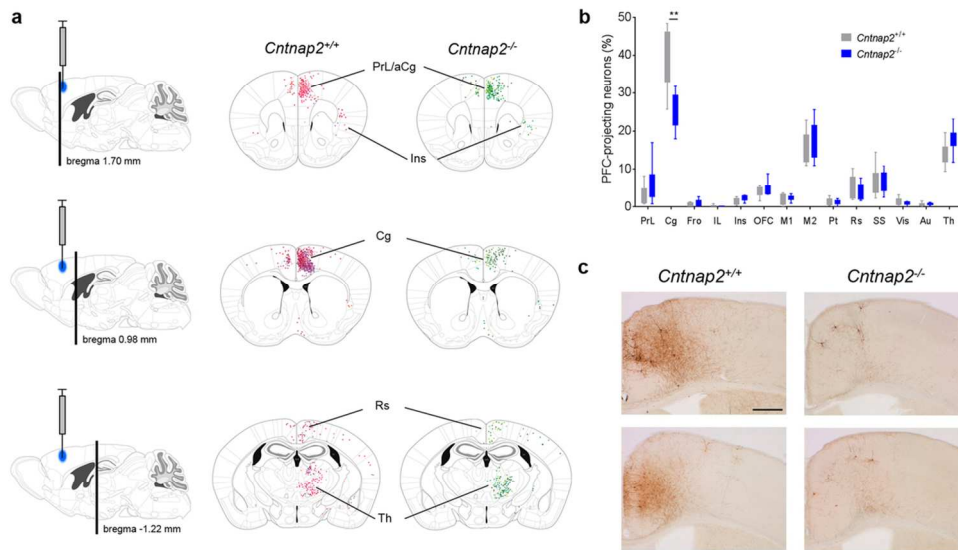 a
Cntnap2+/+
Cntnap2-/-
PrL/aCg
Ins
bregma 1.70 mm
Cg
bregma 0.98 mm
Rs
Th
bregma -1.22 mm
b
PFC-projecting neurons (%)
50
40
30
20
10
0
**
Cntnap2+/+
Cntnap2-/-
PrL Cg Fro IL Ins OFC M1 M2 Pt Rs SS Vis Au Th
c
Cntnap2+/+
Cntnap2-/-